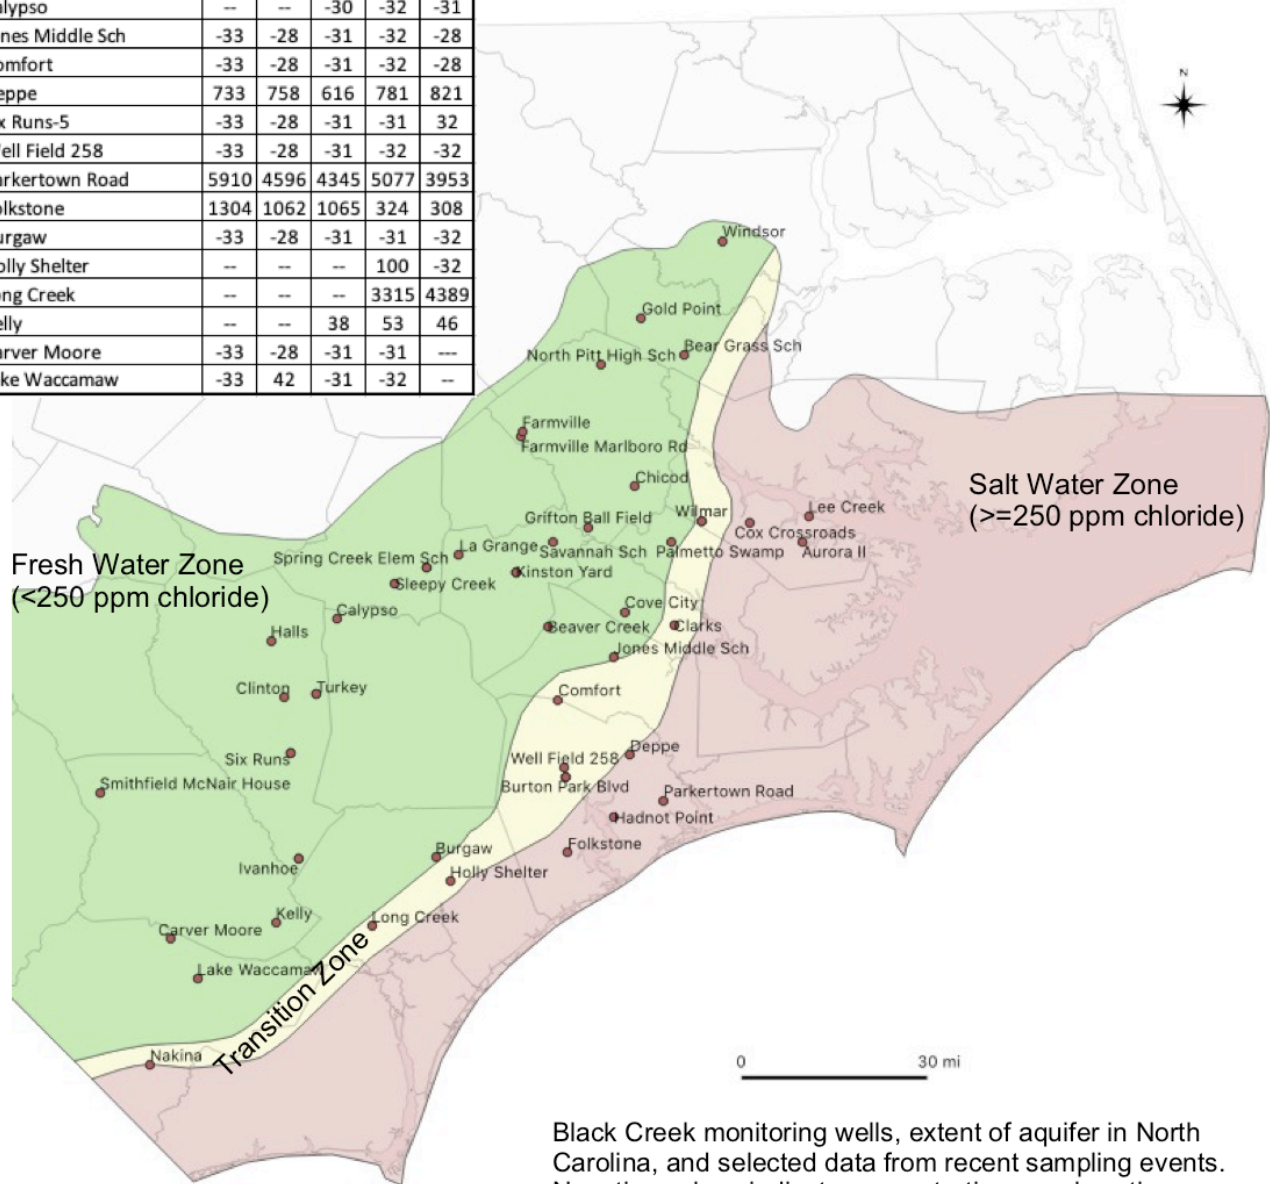 alypso -- -- -30 -32 -31
nes Middle Sch -33 -28 -31 -32 -28
omfort -33 -28 -31 -32 -28
eppe 733 758 616 781 821
x Runs-5 -33 -28 -31 -31 32
ell Field 258 -33 -28 -31 -32 -32
arkertown Road 5910 4596 4345 5077 3953
olkstone 1304 1062 1065 324 308
urgaw -33 -28 -31 -31 -32
olly Shelter -- -- -- 100 -32
ong Creek -- -- -- 3315 4389
elly -- -- 38 53 46
arver Moore -33 -28 -31 -31 ---
ke Waccamaw -33 42 -31 -32 --
N
Windsor
Gold Point
Bear Grass Sch
North Pitt High Sch
Farmville
Farmville Marlboro Rd
Chicod
Salt Water Zone
(>=250 ppm chloride)
Lee Creek
Wilmar
Grifton Ball Field
Cox Crossroads
La Grange
Savannah Sch
Palmetto Swamp
Aurora II
Spring Creek Elem Sch
Fresh Water Zone
(<250 ppm chloride)
Kinston Yard
Sleepy Creek
Cove City
Calypso
Beaver Creek
Clarks
Halls
Jones Middle Sch
Clinton
Turkey
Comfort
Deppe
Six Runs
Well Field 258
Smithfield McNair House
Burton Park Blvd
Parkertown Road
Hadnot Point
Folkstone
Burgaw
Ivanhoe
Holly Shelter
Kelly
Long Creek
Carver Moore
Lake Waccamaw
Transition Zone
Nakina
0 30 mi
Black Creek monitoring wells, extent of aquifer in North
Carolina, and selected data from recent sampling events.